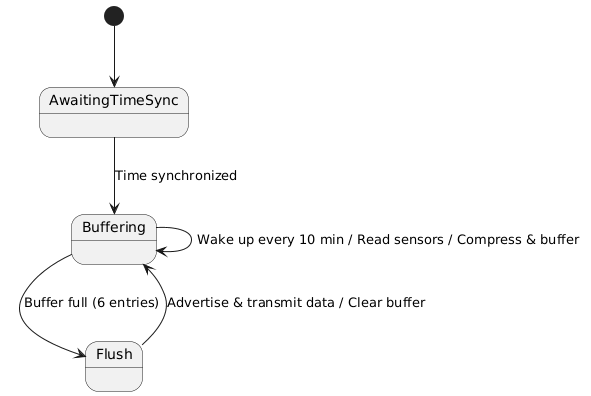 AwaitingTimeSync
Time synchronized
Buffering
Wake up every 10 min / Read sensors / Compress & buffer
Buffer full (6 entries)
Advertise & transmit data / Clear buffer
Flush